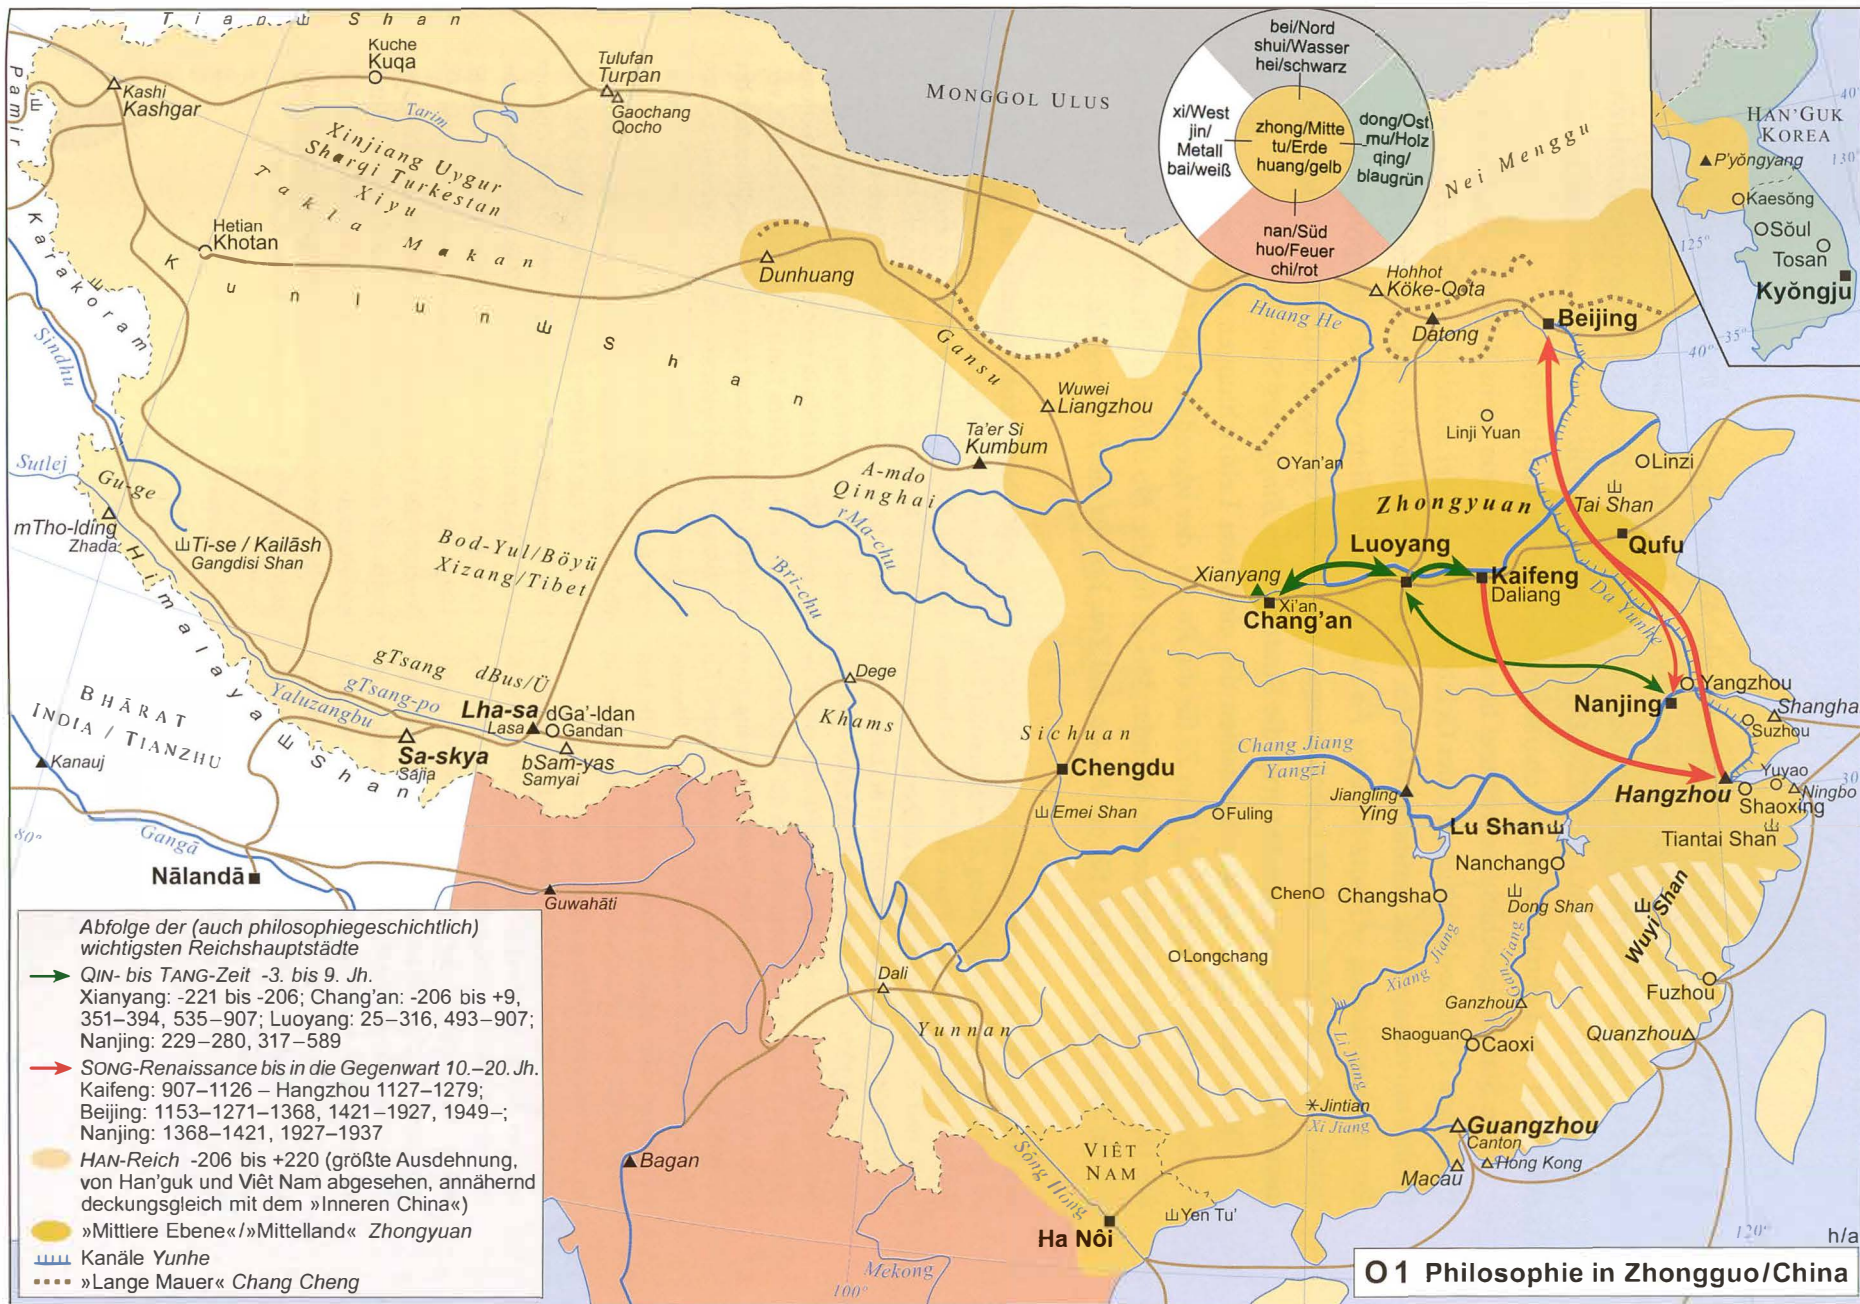 Tian Shan
Pamir
Kuche
Kuqa
Tulufan
Turpan
Gaochang
Qocho
Kashi
Kashgar
Tarim
Xinjiang Uygur
Sharqi Turkestan
Xiyu
Takla Makan
Karakoram
Hetian
Khotan
Kunlun Shan
Dunhuang
MONGGOL ULUS
bei/Nord
shui/Wasser
hei/schwarz
xi/West
jin/
Metall
bai/weiß
zhong/Mitte
tu/Erde
huang/gelb
dong/Ost
mu/Holz
qing/
blaugrün
nan/Süd
huo/Feuer
chi/rot
Nei Menggu
40°
HAN'GUK
KOREA
130°
P'yŏngyang
Kaesŏng
Sŏul
125°
Tosan
Kyŏngju
35°
40°
Hohhot
Köke-Qota
Huang He
Datong
Beijing
Gansu
Wuwei
Liangzhou
Linji Yuan
Ta'er Si
Kumbum
Yan'an
Linzi
Tai Shan
Qufu
Sindhu
Sutlej
Gu-ge
mTho-lding
Zhada
Himalaya Shan
Ti-se / Kailāsh
Gangdisi Shan
A-mdo
Qinghai
rMa-chu
Bod-Yul/Böyü
Xizang/Tibet
'Bri-chu
Zhongyuan
Luoyang
Xianyang
Xi'an
Chang'an
Kaifeng
Daliang
Da Yunhe
gTsang
dBus/Ü
gTsang-po
Yaluzangbu
Lha-sa
Lasa
dGa'-ldan
Gandan
bSam-yas
Samyai
Sa-skya
Sajia
Dege
Khams
Sichuan
Chengdu
Emei Shan
Chang Jiang
Yangzi
Fuling
Jiangling
Ying
Nanjing
Yangzhou
Shangha
Suzhou
Hangzhou
Yuyao
30
Ningbo
Shaoxing
Tiantai Shan
Lu Shan
Nanchang
Chen
Changsha
Dong Shan
Wuyi Shan
BHĀRAT
INDIA / TIANZHU
Kanauj
80°
Gangā
Nālandā
Guwahāti
Dali
Longchang
Xiang Jiang
Gan Jiang
Ganzhou
Fuzhou
Yunnan
Shaoguan
Caoxi
Quanzhou
Li Jiang
Jintian
Xi Jiang
Guangzhou
Canton
Hong Kong
Macau
Bagan
Sông Hông
VIÊT
NAM
Yen Tu'
Ha Nôi
Mekong
100°
120°
h/a
Abfolge der (auch philosophiegeschichtlich)
wichtigsten Reichshauptstädte
QIN- bis TANG-Zeit -3. bis 9. Jh.
Xianyang: -221 bis -206; Chang'an: -206 bis +9,
351–394, 535–907; Luoyang: 25–316, 493–907;
Nanjing: 229–280, 317–589
SONG-Renaissance bis in die Gegenwart 10.–20. Jh.
Kaifeng: 907–1126 – Hangzhou 1127–1279;
Beijing: 1153–1271–1368, 1421–1927, 1949–;
Nanjing: 1368–1421, 1927–1937
HAN-Reich -206 bis +220 (größte Ausdehnung,
von Han'guk und Viêt Nam abgesehen, annähernd
deckungsgleich mit dem »Inneren China«)
»Mittlere Ebene«/»Mittelland« Zhongyuan
Kanäle Yunhe
»Lange Mauer« Chang Cheng
O1 Philosophie in Zhongguo/China